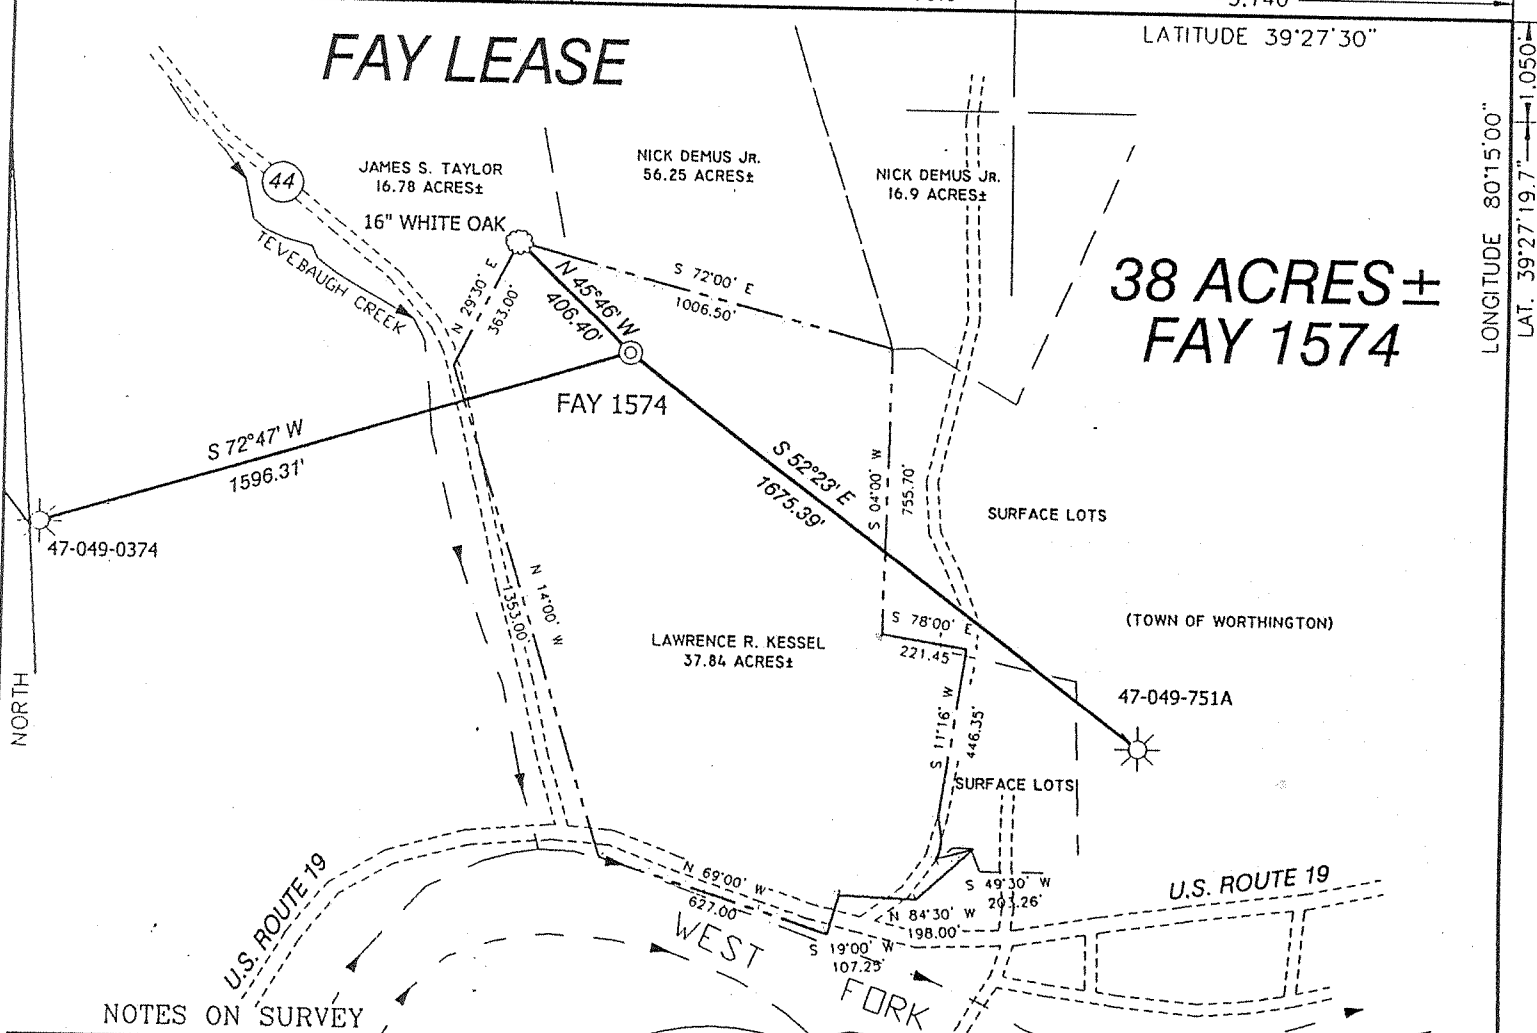 LATITUDE 39°27'30"
1.050'
FAY LEASE
LONGITUDE 80°15'00"
LAT. 39°27'19.7"
44
JAMES S. TAYLOR
16.78 ACRES±
NICK DEMUS JR.
56.25 ACRES±
NICK DEMUS JR.
16.9 ACRES±
16" WHITE OAK
TEVEBAUGH CREEK
N 29°30' E
363.00'
N 45°46' W
406.40'
S 72°00' E
1006.50'
38 ACRES±
FAY 1574
FAY 1574
S 72°47' W
1596.31'
S 52°23' E
1675.39'
S 04°00' W
755.70'
SURFACE LOTS
47-049-0374
N 14°00' W
1353.00'
LAWRENCE R. KESSEL
37.84 ACRES±
S 78°00' E
221.45'
(TOWN OF WORTHINGTON)
NORTH
47-049-751A
S 11°16' W
446.35'
SURFACE LOTS
U.S. ROUTE 19
N 69°00' W
627.00'
S 49°30' W
203.26'
U.S. ROUTE 19
N 84°30' W
198.00'
S 19°00' W
107.25'
WEST
FORK
NOTES ON SURVEY